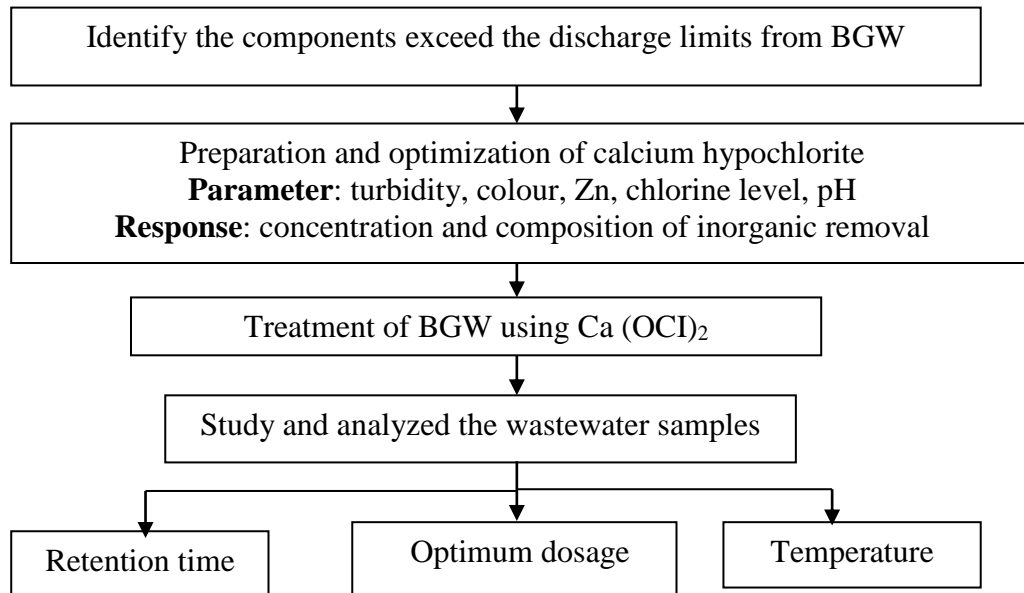 Identify the components exceed the discharge limits from BGW
Preparation and optimization of calcium hypochlorite
Parameter: turbidity, colour, Zn, chlorine level, pH
Response: concentration and composition of inorganic removal
Treatment of BGW using Ca (OCI)₂
Study and analyzed the wastewater samples
Retention time
Optimum dosage
Temperature